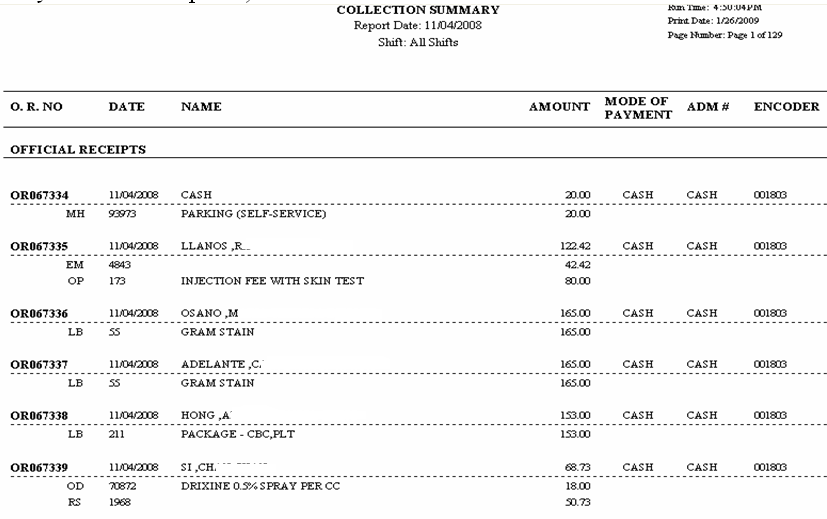 COLLECTION SUMMARY
Report Date: 11/04/2008
Shift: All Shifts
Run Time: 4:50:04PM
Print Date: 1/26/2009
Page Number: Page 1 of 129
O. R. NO DATE NAME AMOUNT MODE OF PAYMENT ADM # ENCODER
OFFICIAL RECEIPTS
OR067334 11/04/2008 CASH 20.00 CASH CASH 001803
MH 93973 PARKING (SELF-SERVICE) 20.00
OR067335 11/04/2008 LLANOS ,R 122.42 CASH CASH 001803
EM 4843 42.42
OP 173 INJECTION FEE WITH SKIN TEST 80.00
OR067336 11/04/2008 OSANO ,M 165.00 CASH CASH 001803
LB 55 GRAM STAIN 165.00
OR067337 11/04/2008 ADELANTE ,C 165.00 CASH CASH 001803
LB 55 GRAM STAIN 165.00
OR067338 11/04/2008 HONG ,A 153.00 CASH CASH 001803
LB 211 PACKAGE - CBC,PLT 153.00
OR067339 11/04/2008 SI ,CH 68.73 CASH CASH 001803
OD 70872 DRIXINE 0.5% SPRAY PER CC 18.00
RS 1968 50.73